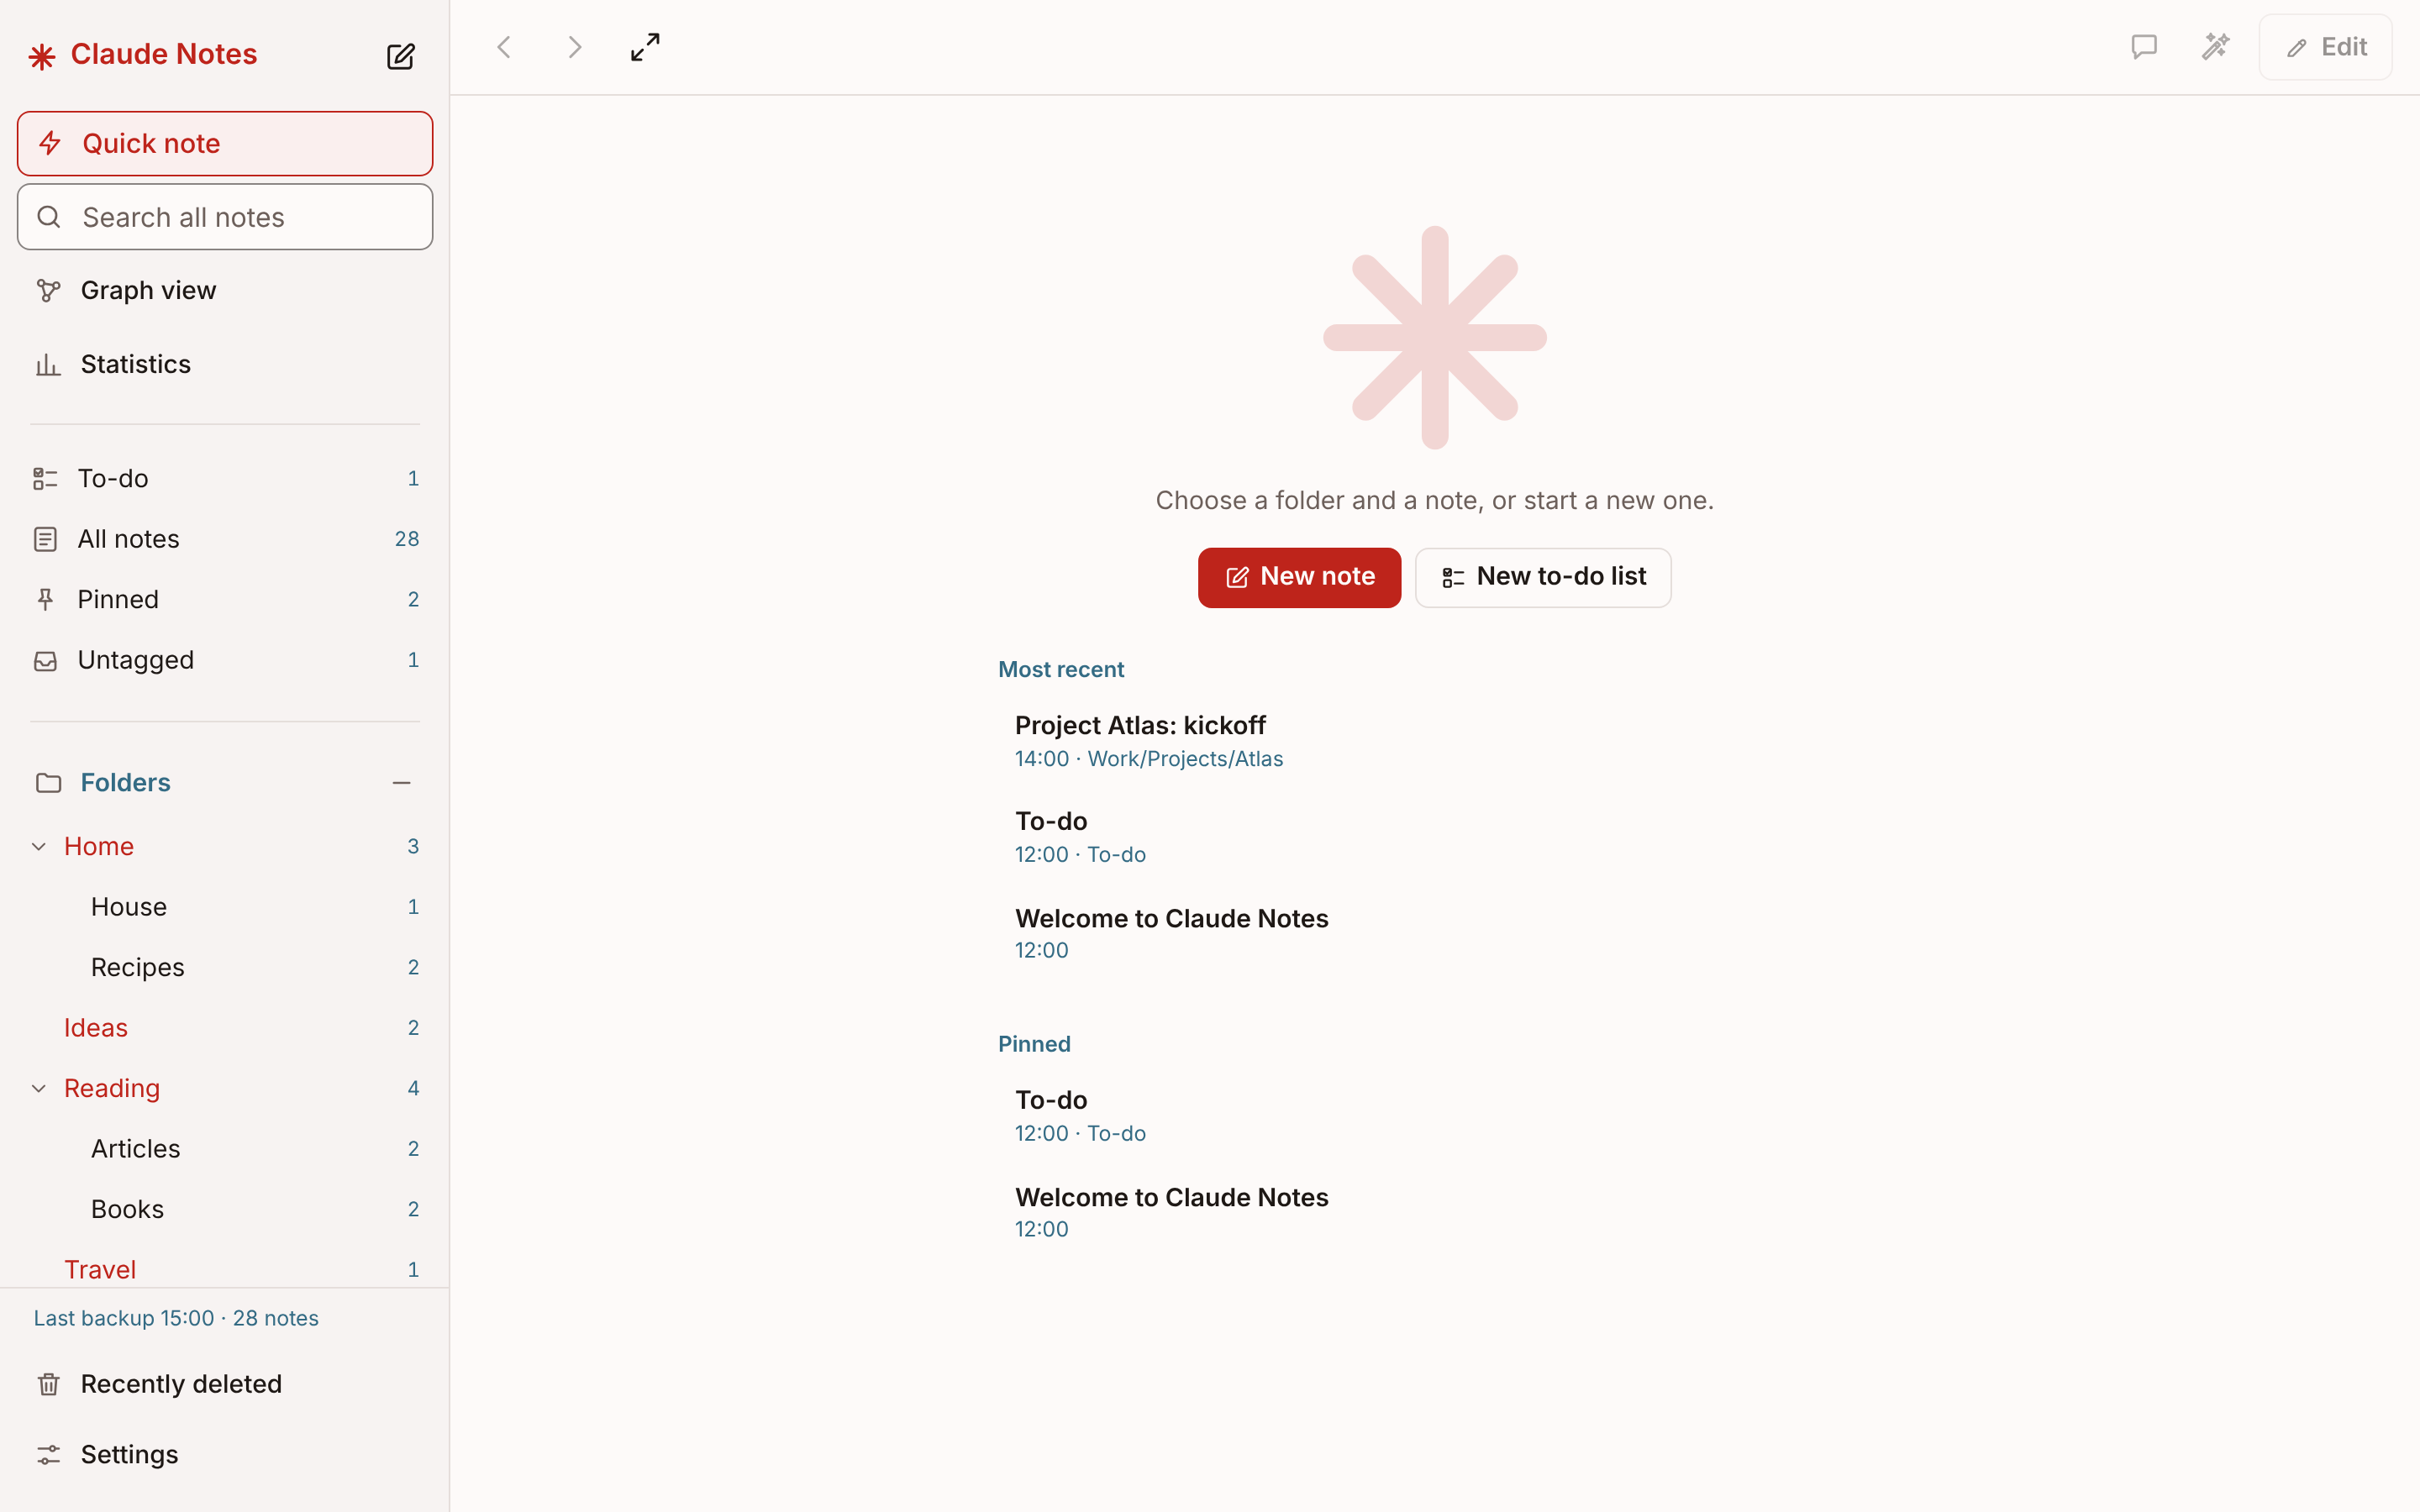 Claude Notes
Quick note
Search all notes
Graph view
Statistics
To-do 1
All notes 28
Pinned 2
Untagged 1
Folders
Home 3
House 1
Recipes 2
Ideas 2
Reading 4
Articles 2
Books 2
Travel 1
Last backup 15:00 · 28 notes
Recently deleted
Settings
Edit
Choose a folder and a note, or start a new one.
New note
New to-do list
Most recent
Project Atlas: kickoff
14:00 · Work/Projects/Atlas
To-do
12:00 · To-do
Welcome to Claude Notes
12:00
Pinned
To-do
12:00 · To-do
Welcome to Claude Notes
12:00